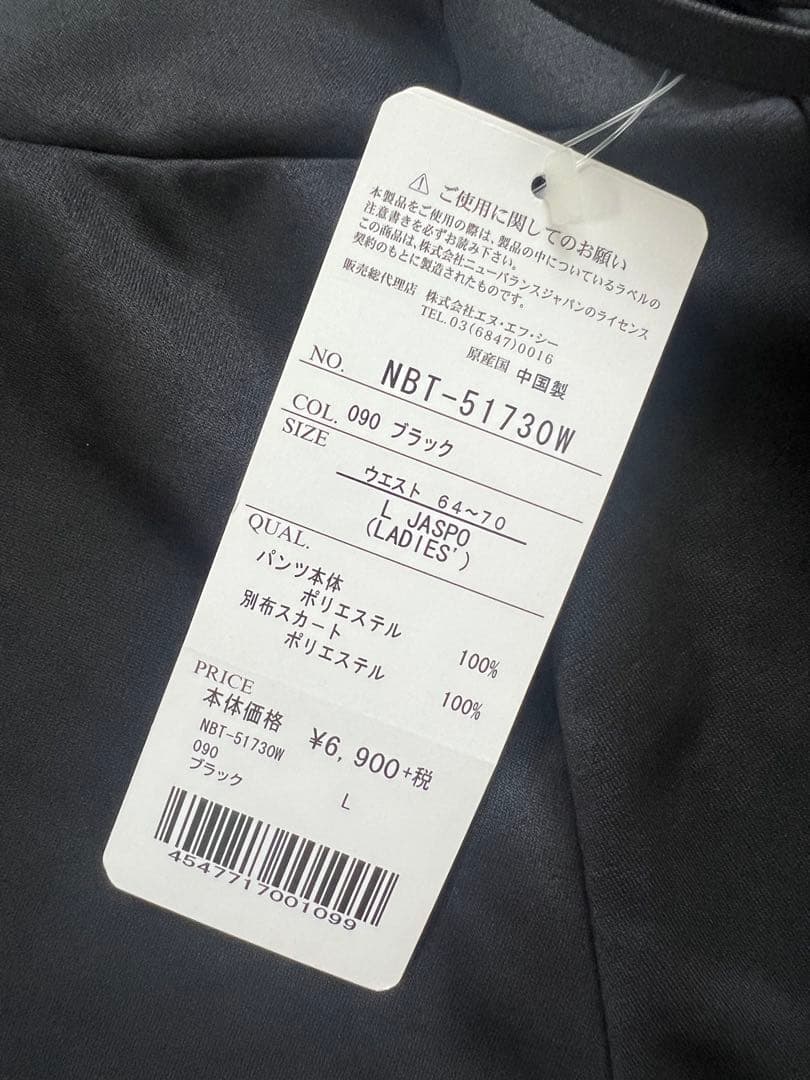 ⚠ ご使用に関してのお願い
本製品をご使用の際は、製品の中についているラベルの
注意書きを必ずお読み下さい。
この商品は、株式会社ニューバランスジャパンのライセンス
契約のもとに製造されたものです。
販売総代理店 株式会社エヌ・エフ・シー
TEL.03(6847)0016
原産国 中国製
NO. NBT-51730W
COL. 090 ブラック
SIZE
ウエスト 64~70
L JASPO
(LADIES')
QUAL.
パンツ本体
ポリエステル 100%
別布スカート
ポリエステル 100%
PRICE
本体価格 ¥6,900+税
NBT-51730W
090
ブラック L
4547717001099